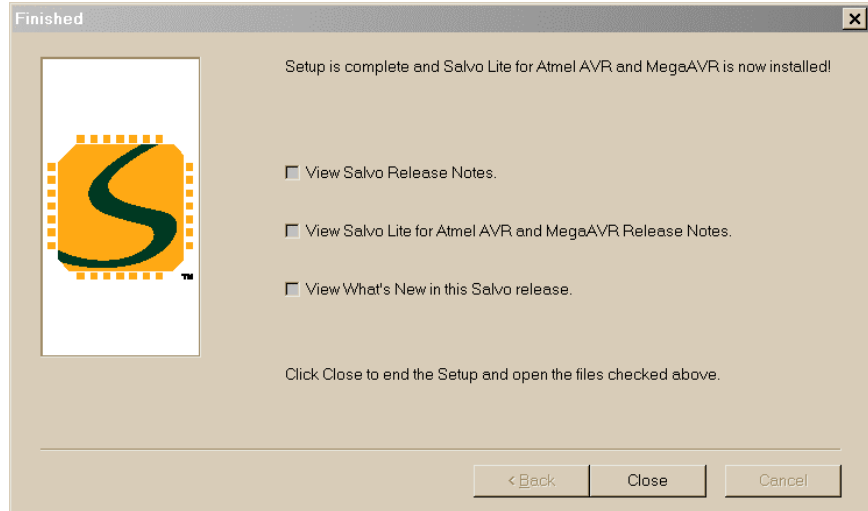 Finished
Setup is complete and Salvo Lite for Atmel AVR and MegaAVR is now installed!
View Salvo Release Notes.
View Salvo Lite for Atmel AVR and MegaAVR Release Notes.
TM
View What's New in this Salvo release.
Click Close to end the Setup and open the files checked above.
< Back
Close
Cancel